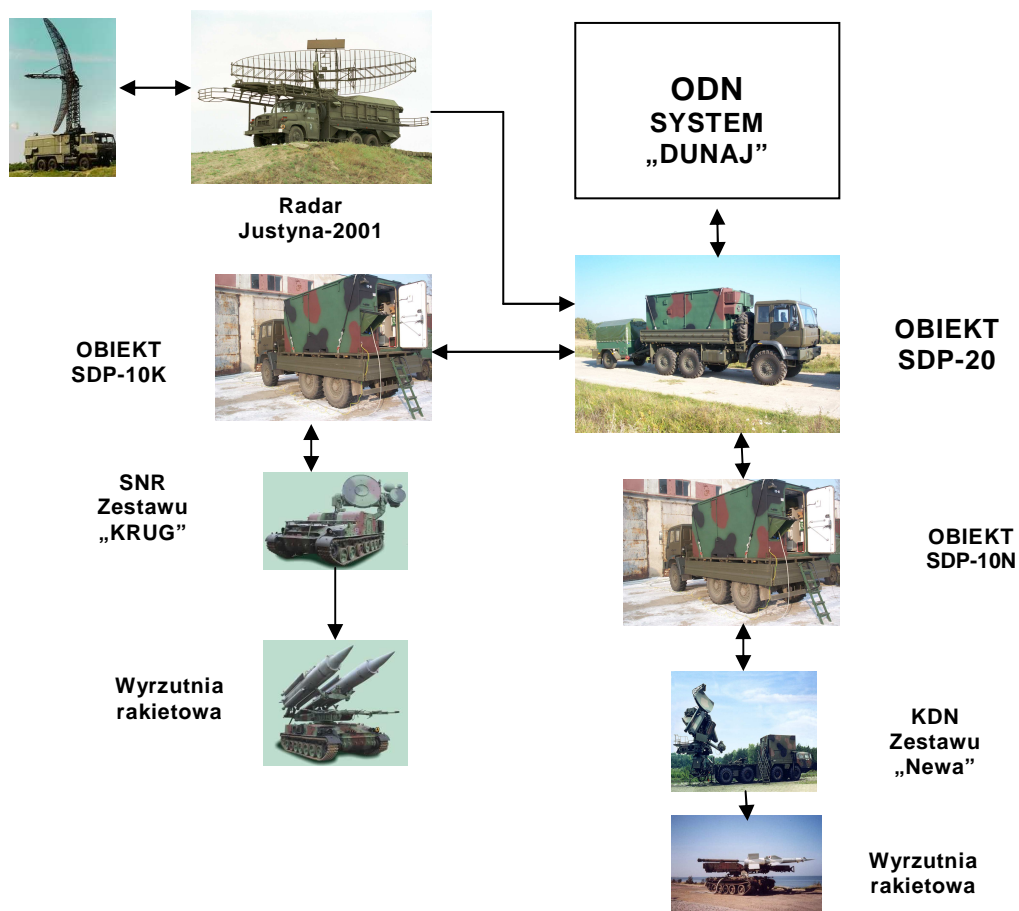 ODN
SYSTEM
„DUNAJ”
Radar
Justyna-2001
OBIEKT
SDP-10K
OBIEKT
SDP-20
SNR
Zestawu
„KRUG”
OBIEKT
SDP-10N
Wyrzutnia
rakietowa
KDN
Zestawu
„Newa”
Wyrzutnia
rakietowa